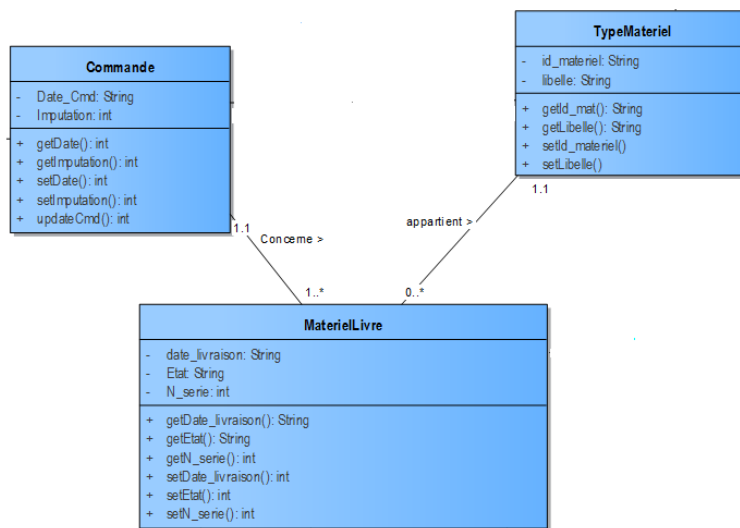 TypeMateriel
- id_materiel: String
- libelle: String
+ getId_mat(): String
+ getLibelle(): String
+ setId_materiel()
+ setLibelle()
Commande
- Date_Cmd: String
- Imputation: int
+ getDate(): int
+ getImputation(): int
+ setDate(): int
+ setImputation(): int
+ updateCmd(): int
1.1
1.1
Concerne >
appartient >
1..*
0..*
MaterielLivre
- date_livraison: String
- Etat: String
- N_serie: int
+ getDate_livraison(): String
+ getEtat(): String
+ getN_serie(): int
+ setDate_livraison(): int
+ setEtat(): int
+ setN_serie(): int